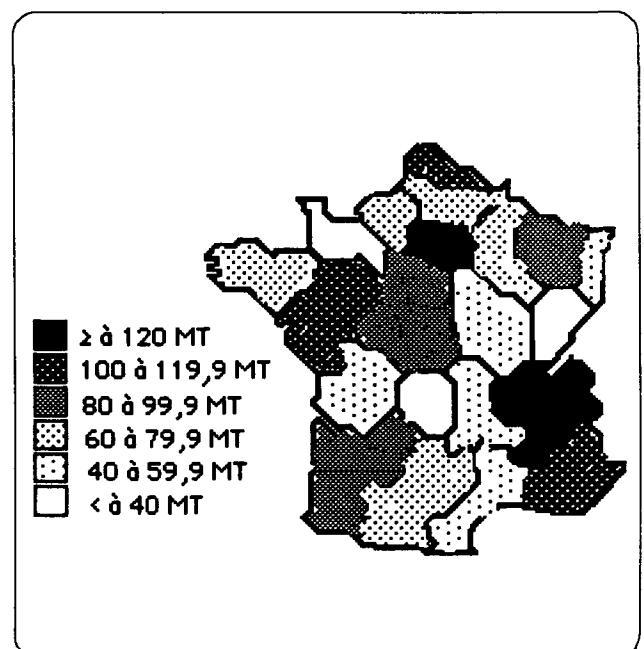 ≥ à 120 MT
100 à 119,9 MT
80 à 99,9 MT
60 à 79,9 MT
40 à 59,9 MT
< à 40 MT